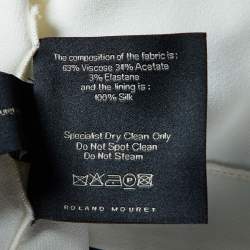 The composition of the fabric is :
63% Viscose 34% Acetate
3% Elastane
and the lining is :
100% Silk
Specialist Dry Clean Only
Do Not Spot Clean
Do Not Steam
ROLAND MOURET